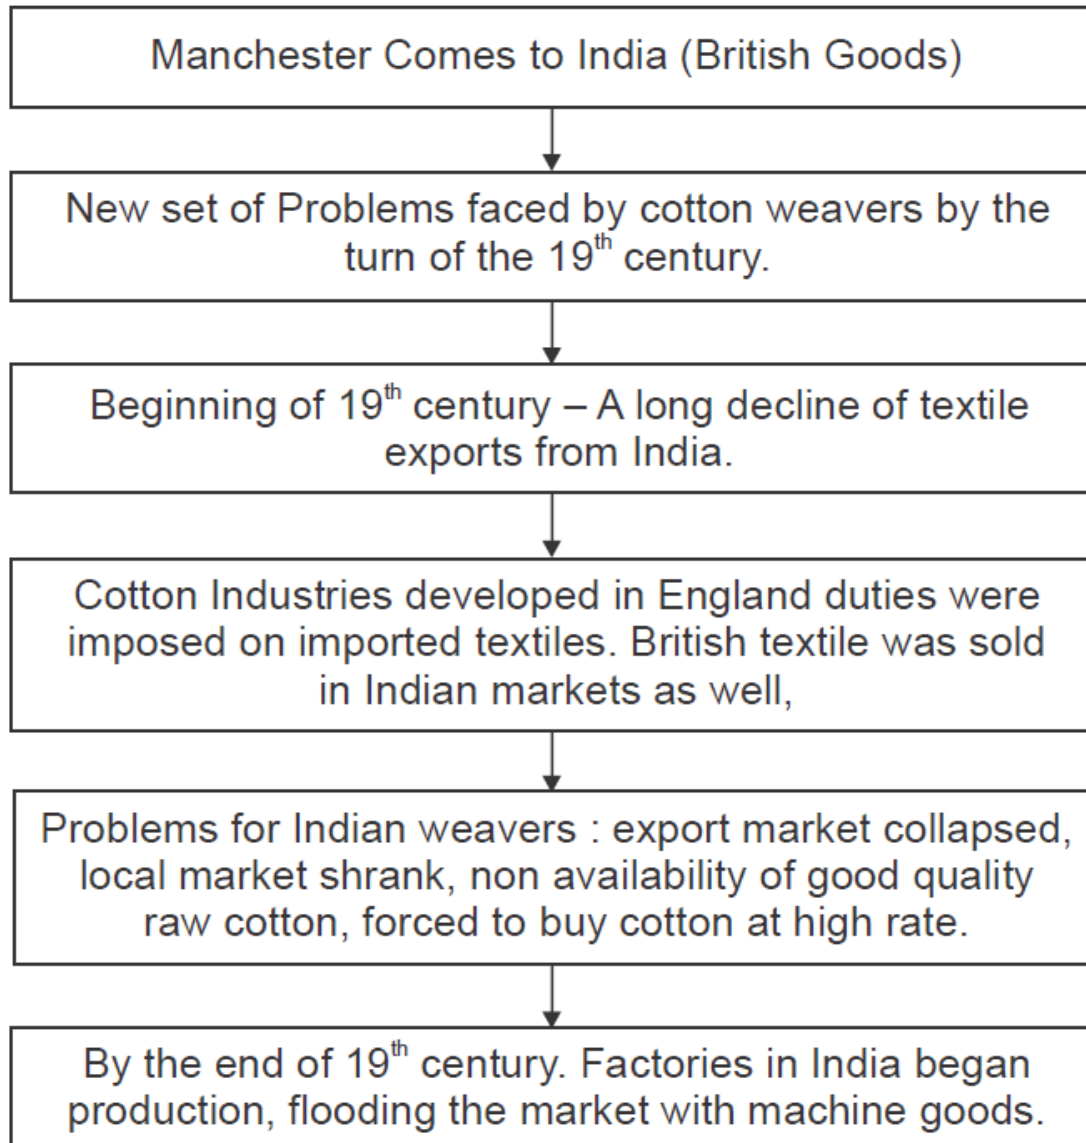 Manchester Comes to India (British Goods)
New set of Problems faced by cotton weavers by the
turn of the 19th century.
Beginning of 19th century – A long decline of textile
exports from India.
Cotton Industries developed in England duties were
imposed on imported textiles. British textile was sold
in Indian markets as well,
Problems for Indian weavers : export market collapsed,
local market shrank, non availability of good quality
raw cotton, forced to buy cotton at high rate.
By the end of 19th century. Factories in India began
production, flooding the market with machine goods.